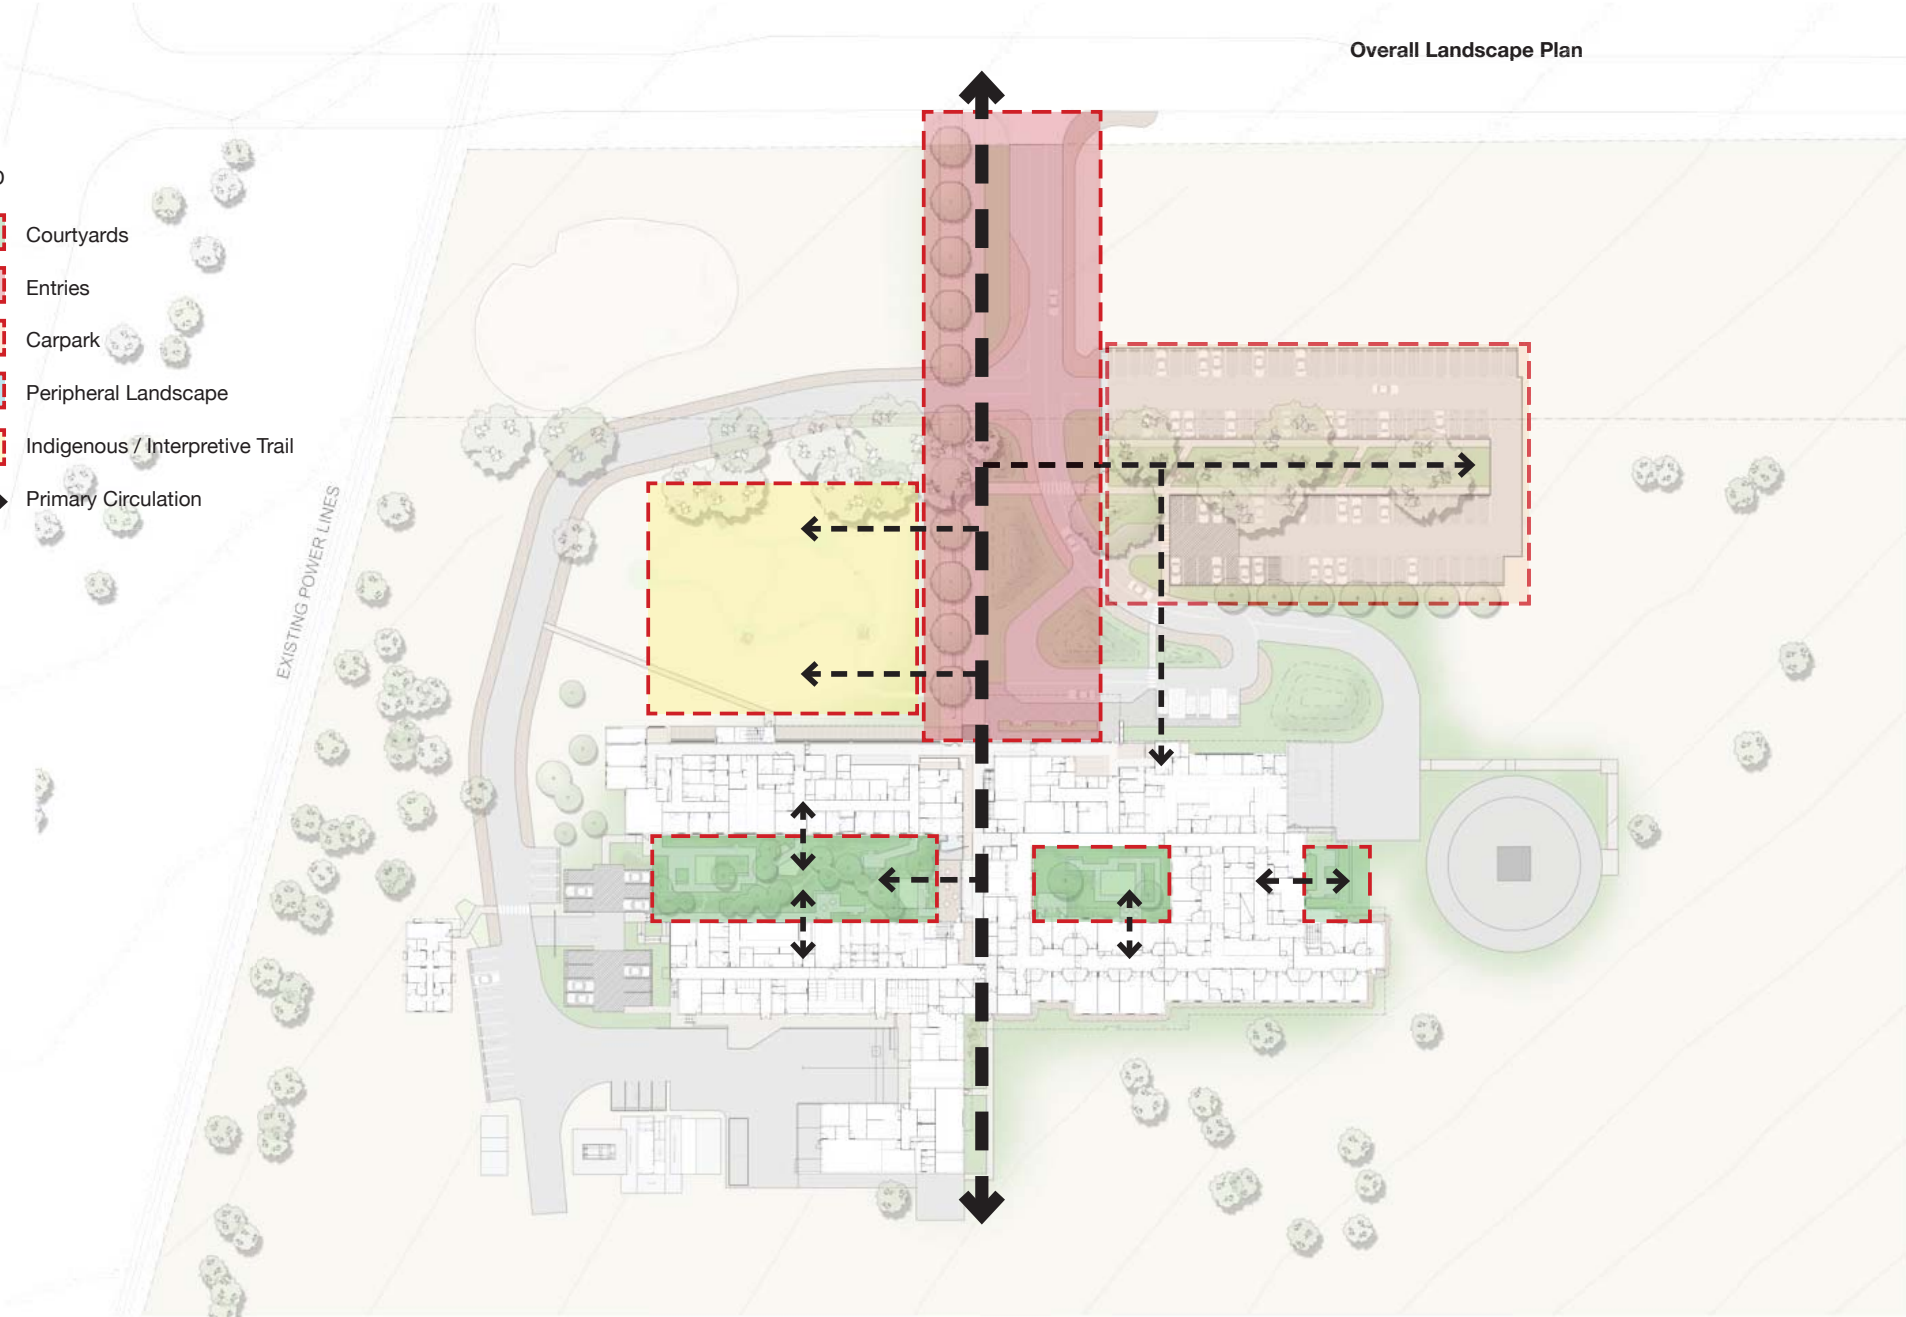 Overall Landscape Plan
Courtyards
Entries
Carpark
Peripheral Landscape
Indigenous / Interpretive Trail
Primary Circulation
EXISTING POWER LINES